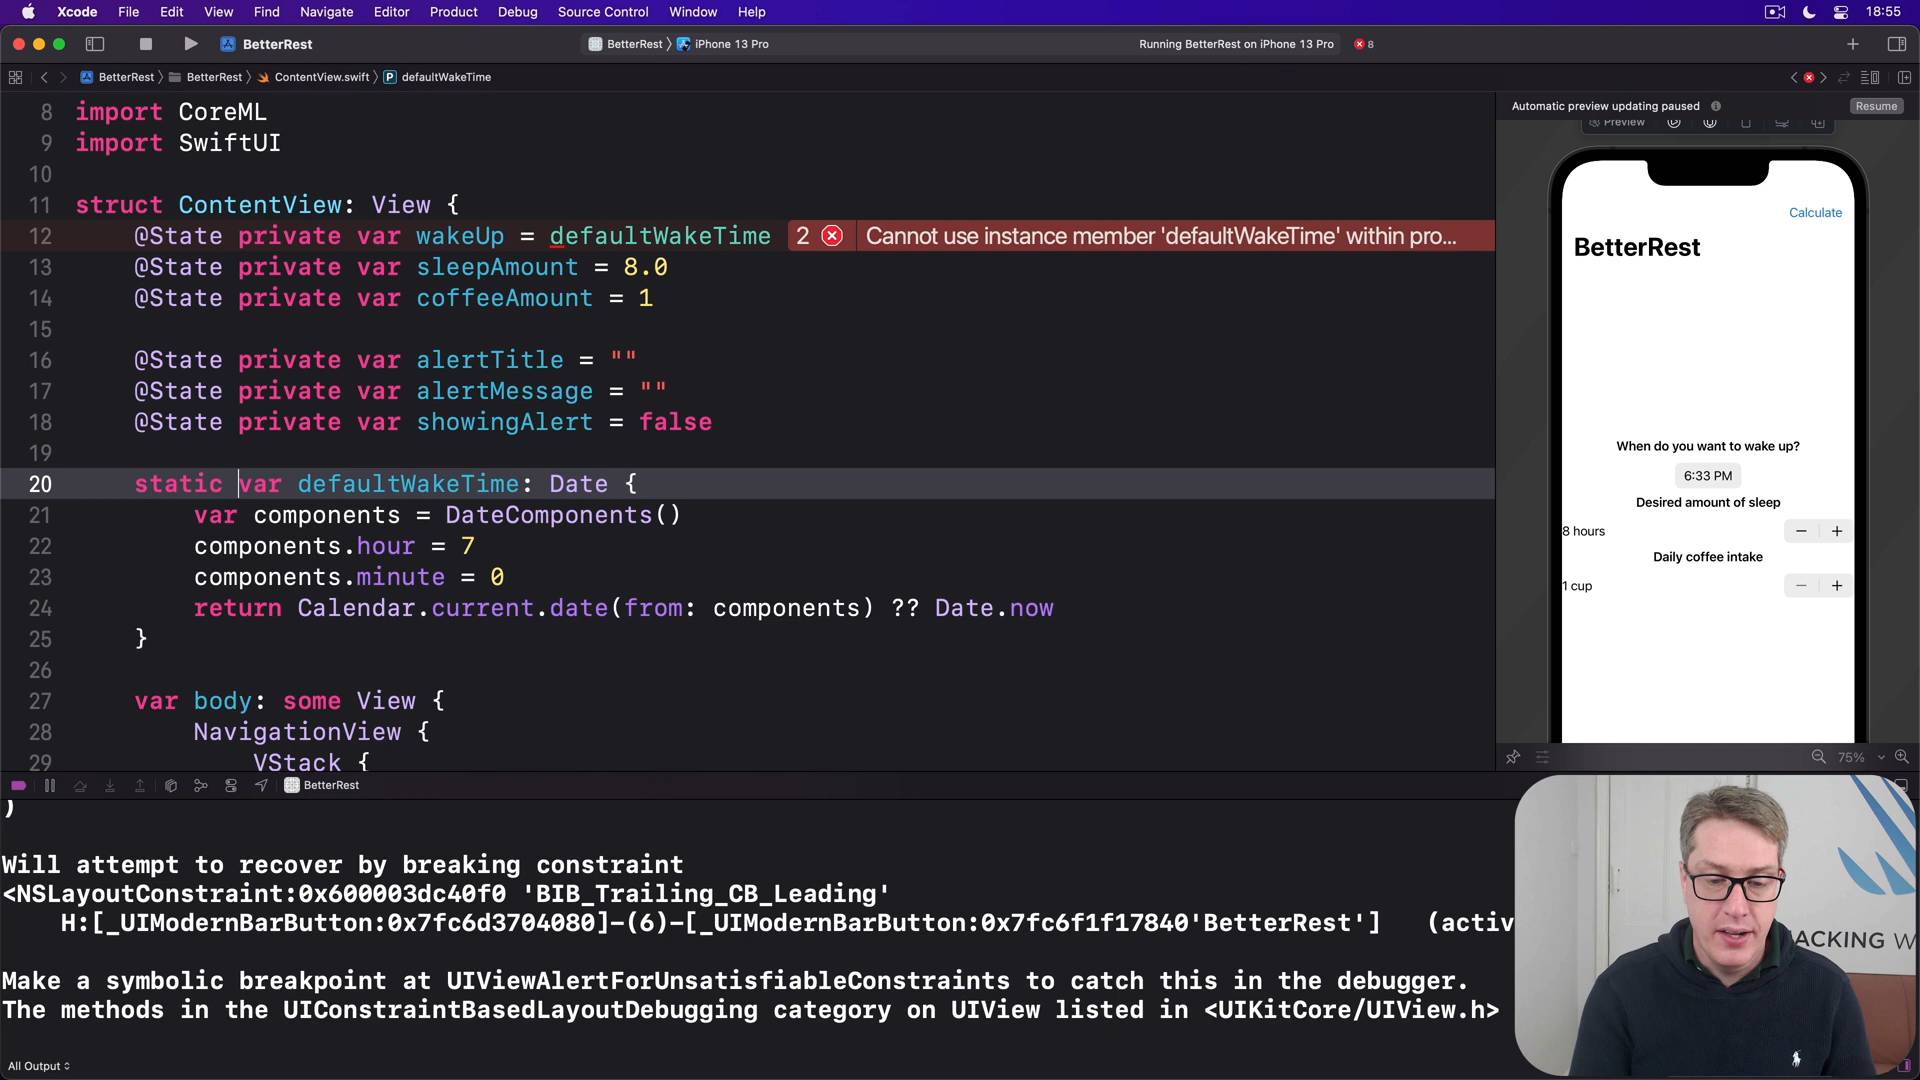 Xcode File Edit View Find Navigate Editor Product Debug Source Control Window Help 18:55
BetterRest BetterRest iPhone 13 Pro Running BetterRest on iPhone 13 Pro 8
BetterRest BetterRest ContentView.swift P defaultWakeTime
8 import CoreML
9 import SwiftUI
10
11 struct ContentView: View {
12 @State private var wakeUp = defaultWakeTime 2 Cannot use instance member 'defaultWakeTime' within pro...
13 @State private var sleepAmount = 8.0
14 @State private var coffeeAmount = 1
15
16 @State private var alertTitle = ""
17 @State private var alertMessage = ""
18 @State private var showingAlert = false
19
20 static var defaultWakeTime: Date {
21 var components = DateComponents()
22 components.hour = 7
23 components.minute = 0
24 return Calendar.current.date(from: components) ?? Date.now
25 }
26
27 var body: some View {
28 NavigationView {
29 VStack {
Automatic preview updating paused Resume
Preview
Calculate
BetterRest
When do you want to wake up?
6:33 PM
Desired amount of sleep
8 hours
Daily coffee intake
1 cup
75%
BetterRest
)
Will attempt to recover by breaking constraint
<NSLayoutConstraint:0x600003dc40f0 'BIB_Trailing_CB_Leading'
H:[_UIModernBarButton:0x7fc6d3704080]-(6)-[_UIModernBarButton:0x7fc6f1f17840'BetterRest'] (activ
Make a symbolic breakpoint at UIViewAlertForUnsatisfiableConstraints to catch this in the debugger.
The methods in the UIConstraintBasedLayoutDebugging category on UIView listed in <UIKitCore/UIView.h>
All Output
ACKING W